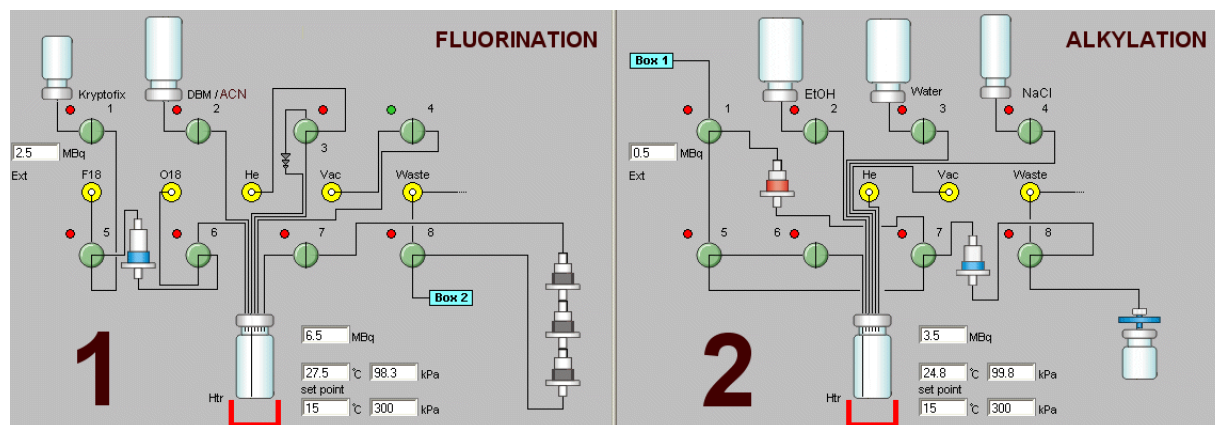 FLUORINATION
Kryptofix
1
DBM / ACN
2
3
4
2.5 MBq
Ext
F18
O18
He
Vac
Waste
5
6
7
8
Box 2
1
6.5 MBq
27.5 °C 98.3 kPa
set point
Htr
15 °C 300 kPa
ALKYLATION
Box 1
1
EtOH
2
Water
3
NaCl
4
0.5 MBq
Ext
He
Vac
Waste
5
6
7
8
2
3.5 MBq
24.8 °C 99.8 kPa
set point
Htr
15 °C 300 kPa